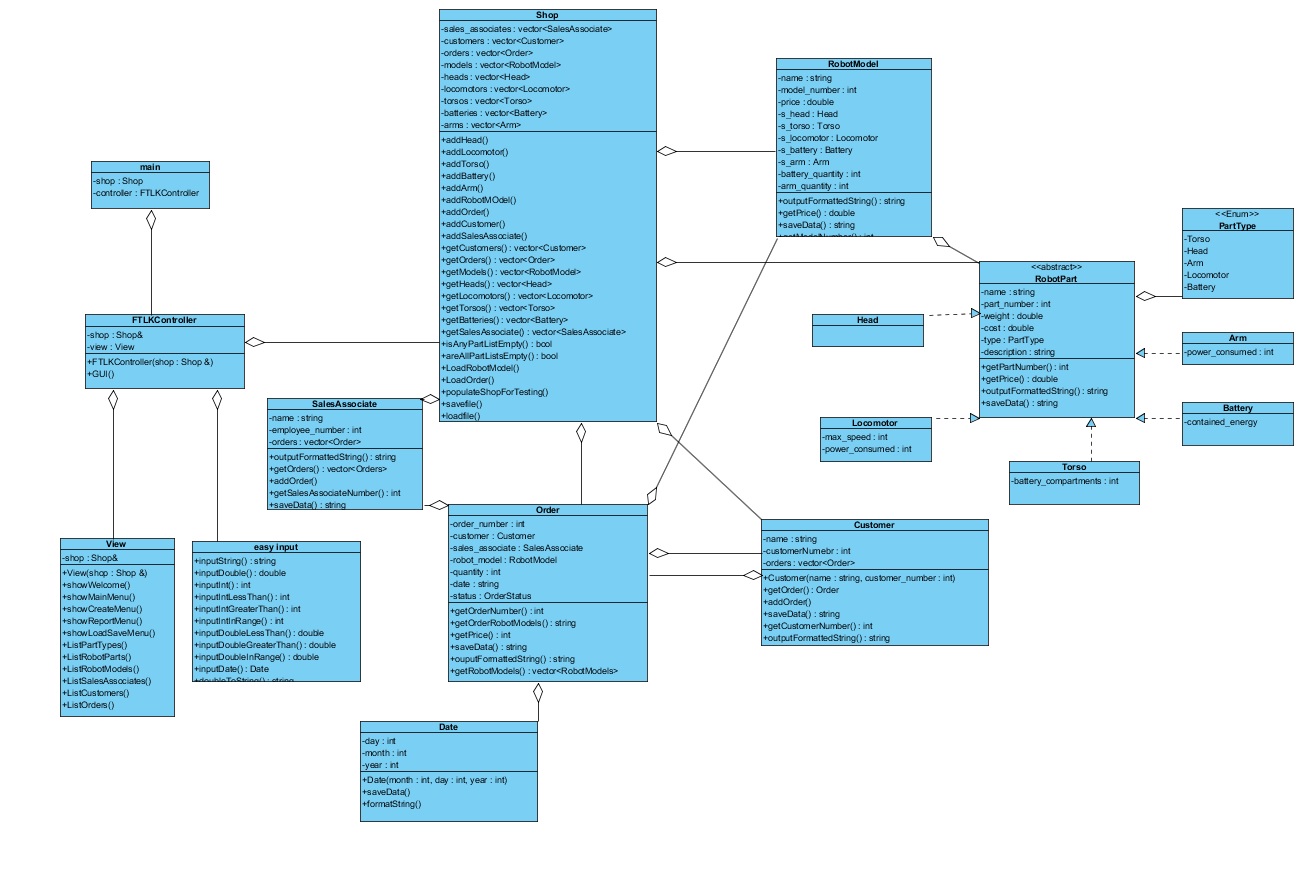 Shop
-sales_associates : vector<SalesAssociate>
-customers : vector<Customer>
-orders : vector<Order>
-models : vector<RobotModel>
-heads : vector<Head>
-locomotors : vector<Locomotor>
-torsos : vector<Torso>
-batteries : vector<Battery>
-arms : vector<Arm>
+addHead()
+addLocomotor()
+addTorso()
+addBattery()
+addArm()
+addRobotMOdel()
+addOrder()
+addCustomer()
+addSalesAssociate()
+getCustomers() : vector<Customer>
+getOrders() : vector<Order>
+getModels() : vector<RobotModel>
+getHeads() : vector<Head>
+getLocomotors() : vector<Locomotor>
+getTorsos() : vector<Torso>
+getBatteries() : vector<Battery>
+getSalesAssociate() : vector<SalesAssociate>
+isAnyPartListEmpty() : bool
+areAllPartListsEmpty() : bool
+LoadRobotModel()
+LoadOrder()
+populateShopForTesting()
+savefile()
+loadfile()
RobotModel
-name : string
-model_number : int
-price : double
-s_head : Head
-s_torso : Torso
-s_locomotor : Locomotor
-s_battery : Battery
-s_arm : Arm
-battery_quantity : int
-arm_quantity : int
+outputFormattedString() : string
+getPrice() : double
+saveData() : string
+getModelNumber() : int
main
-shop : Shop
-controller : FTLKController
<<Enum>>
PartType
-Torso
-Head
-Arm
-Locomotor
-Battery
<<abstract>>
RobotPart
-name : string
-part_number : int
-weight : double
-cost : double
-type : PartType
-description : string
+getPartNumber() : int
+getPrice() : double
+outputFormattedString() : string
+saveData() : string
FTLKController
-shop : Shop&
-view : View
+FTLKController(shop : Shop &)
+GUI()
Head
Arm
-power_consumed : int
SalesAssociate
-name : string
-employee_number : int
-orders : vector<Order>
+outputFormattedString() : string
+getOrders() : vector<Orders>
+addOrder()
+getSalesAssociateNumber() : int
+saveData() : string
Battery
-contained_energy
Locomotor
-max_speed : int
-power_consumed : int
Torso
-battery_compartments : int
Order
-order_number : int
-customer : Customer
-sales_associate : SalesAssociate
-robot_model : RobotModel
-quantity : int
-date : string
-status : OrderStatus
+getOrderNumber() : int
+getOrderRobotModels() : string
+getPrice() : int
+saveData() : string
+ouputFormattedString() : string
+getRobotModels() : vector<RobotModels>
Customer
-name : string
-customerNumebr : int
-orders : vector<Order>
+Customer(name : string, customer_number : int)
+getOrder() : Order
+addOrder()
+saveData() : string
+getCustomerNumber() : int
+outputFormattedString() : string
View
-shop : Shop&
+View(shop : Shop &)
+showWelcome()
+showMainMenu()
+showCreateMenu()
+showReportMenu()
+showLoadSaveMenu()
+ListPartTypes()
+ListRobotParts()
+ListRobotModels()
+ListSalesAssociates()
+ListCustomers()
+ListOrders()
easy input
+inputString() : string
+inputDouble() : double
+inputInt() : int
+inputIntLessThan() : int
+inputIntGreaterThan() : int
+inputIntInRange() : int
+inputDoubleLessThan() : double
+inputDoubleGreaterThan() : double
+inputDoubleInRange() : double
+inputDate() : Date
+doubleToString() : string
Date
-day : int
-month : int
-year : int
+Date(month : int, day : int, year : int)
+saveData()
+formatString()